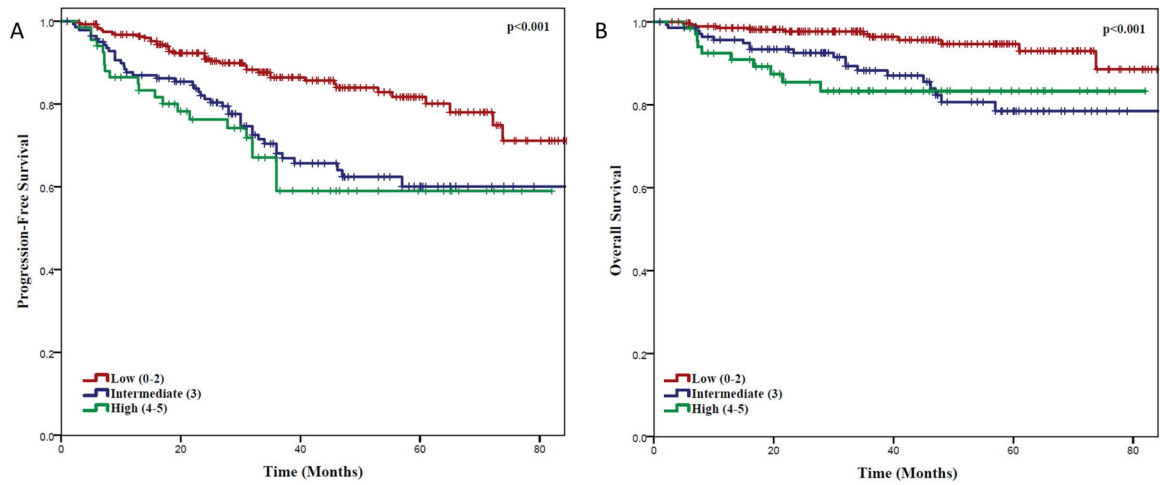 A
p<0.001
Progression-Free Survival
1.0
0.8
0.6
0.4
0.2
0.0
Low (0-2)
Intermediate (3)
High (4-5)
0 20 40 60 80
Time (Months)
B
p<0.001
Overall Survival
1.0
0.8
0.6
0.4
0.2
0.0
Low (0-2)
Intermediate (3)
High (4-5)
0 20 40 60 80
Time (Months)